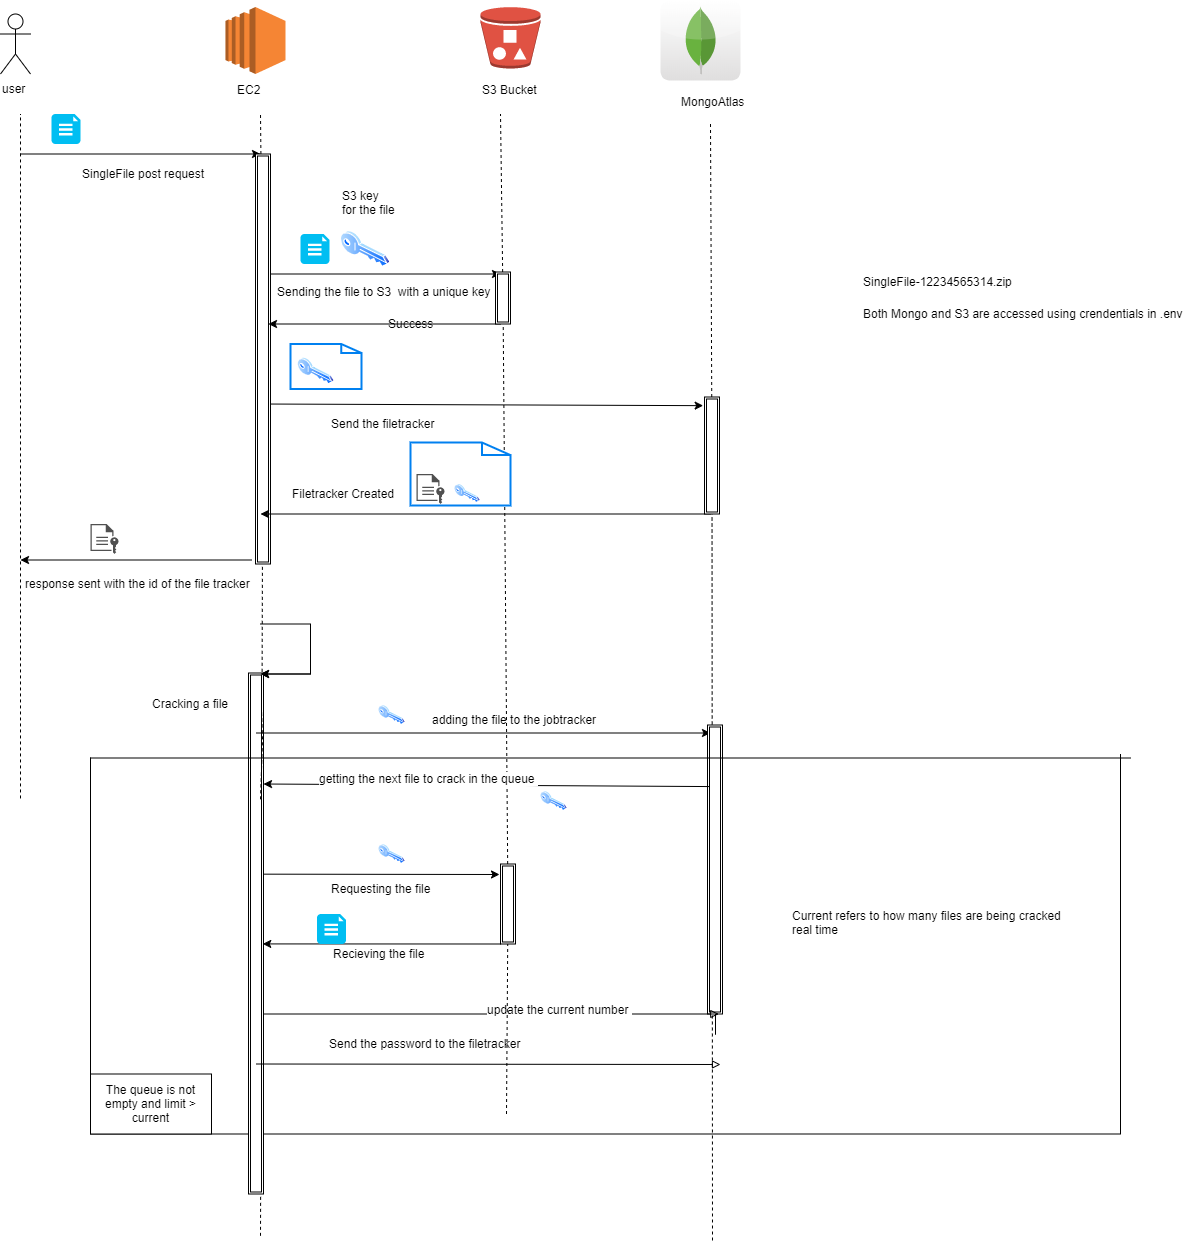 user
EC2
S3 Bucket
MongoAtlas
SingleFile post request
S3 key
for the file
SingleFile-12234565314.zip
Sending the file to S3  with a unique key
Both Mongo and S3 are accessed using crendentials in .env
Success
Send the filetracker
Filetracker Created
response sent with the id of the file tracker
Cracking a file
adding the file to the jobtracker
getting the next file to crack in the queue
Requesting the file
Current refers to how many files are being cracked
real time
Recieving the file
update the current number
Send the password to the filetracker
The queue is not
empty and limit >
current